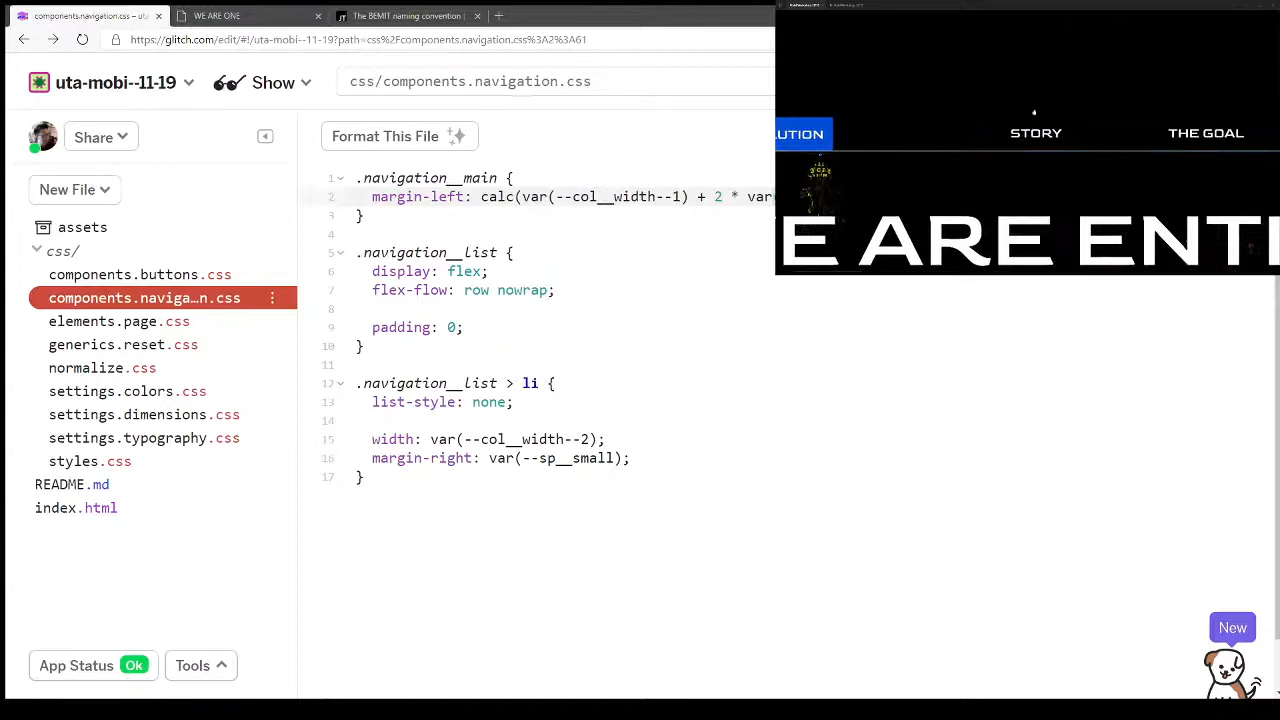 components.navigation.css – uta
WE ARE ONE
The BEMIT naming convention |
https://glitch.com/edit/#!/uta-mobi--11-19?path=css%2Fcomponents.navigation.css%3A2%3A61
uta-mobi--11-19
Show
css/components.navigation.css
Share
Format This File
New File
assets
css/
components.buttons.css
components.naviga…n.css
elements.page.css
generics.reset.css
normalize.css
settings.colors.css
settings.dimensions.css
settings.typography.css
styles.css
README.md
index.html
App Status Ok
Tools
1 .navigation__main {
2 margin-left: calc(var(--col__width--1) + 2 * var
3 }
4
5 .navigation__list {
6 display: flex;
7 flex-flow: row nowrap;
8
9 padding: 0;
10 }
11
12 .navigation__list > li {
13 list-style: none;
14
15 width: var(--col__width--2);
16 margin-right: var(--sp__small);
17 }
LUTION
STORY
THE GOAL
WE ARE ENTI
New